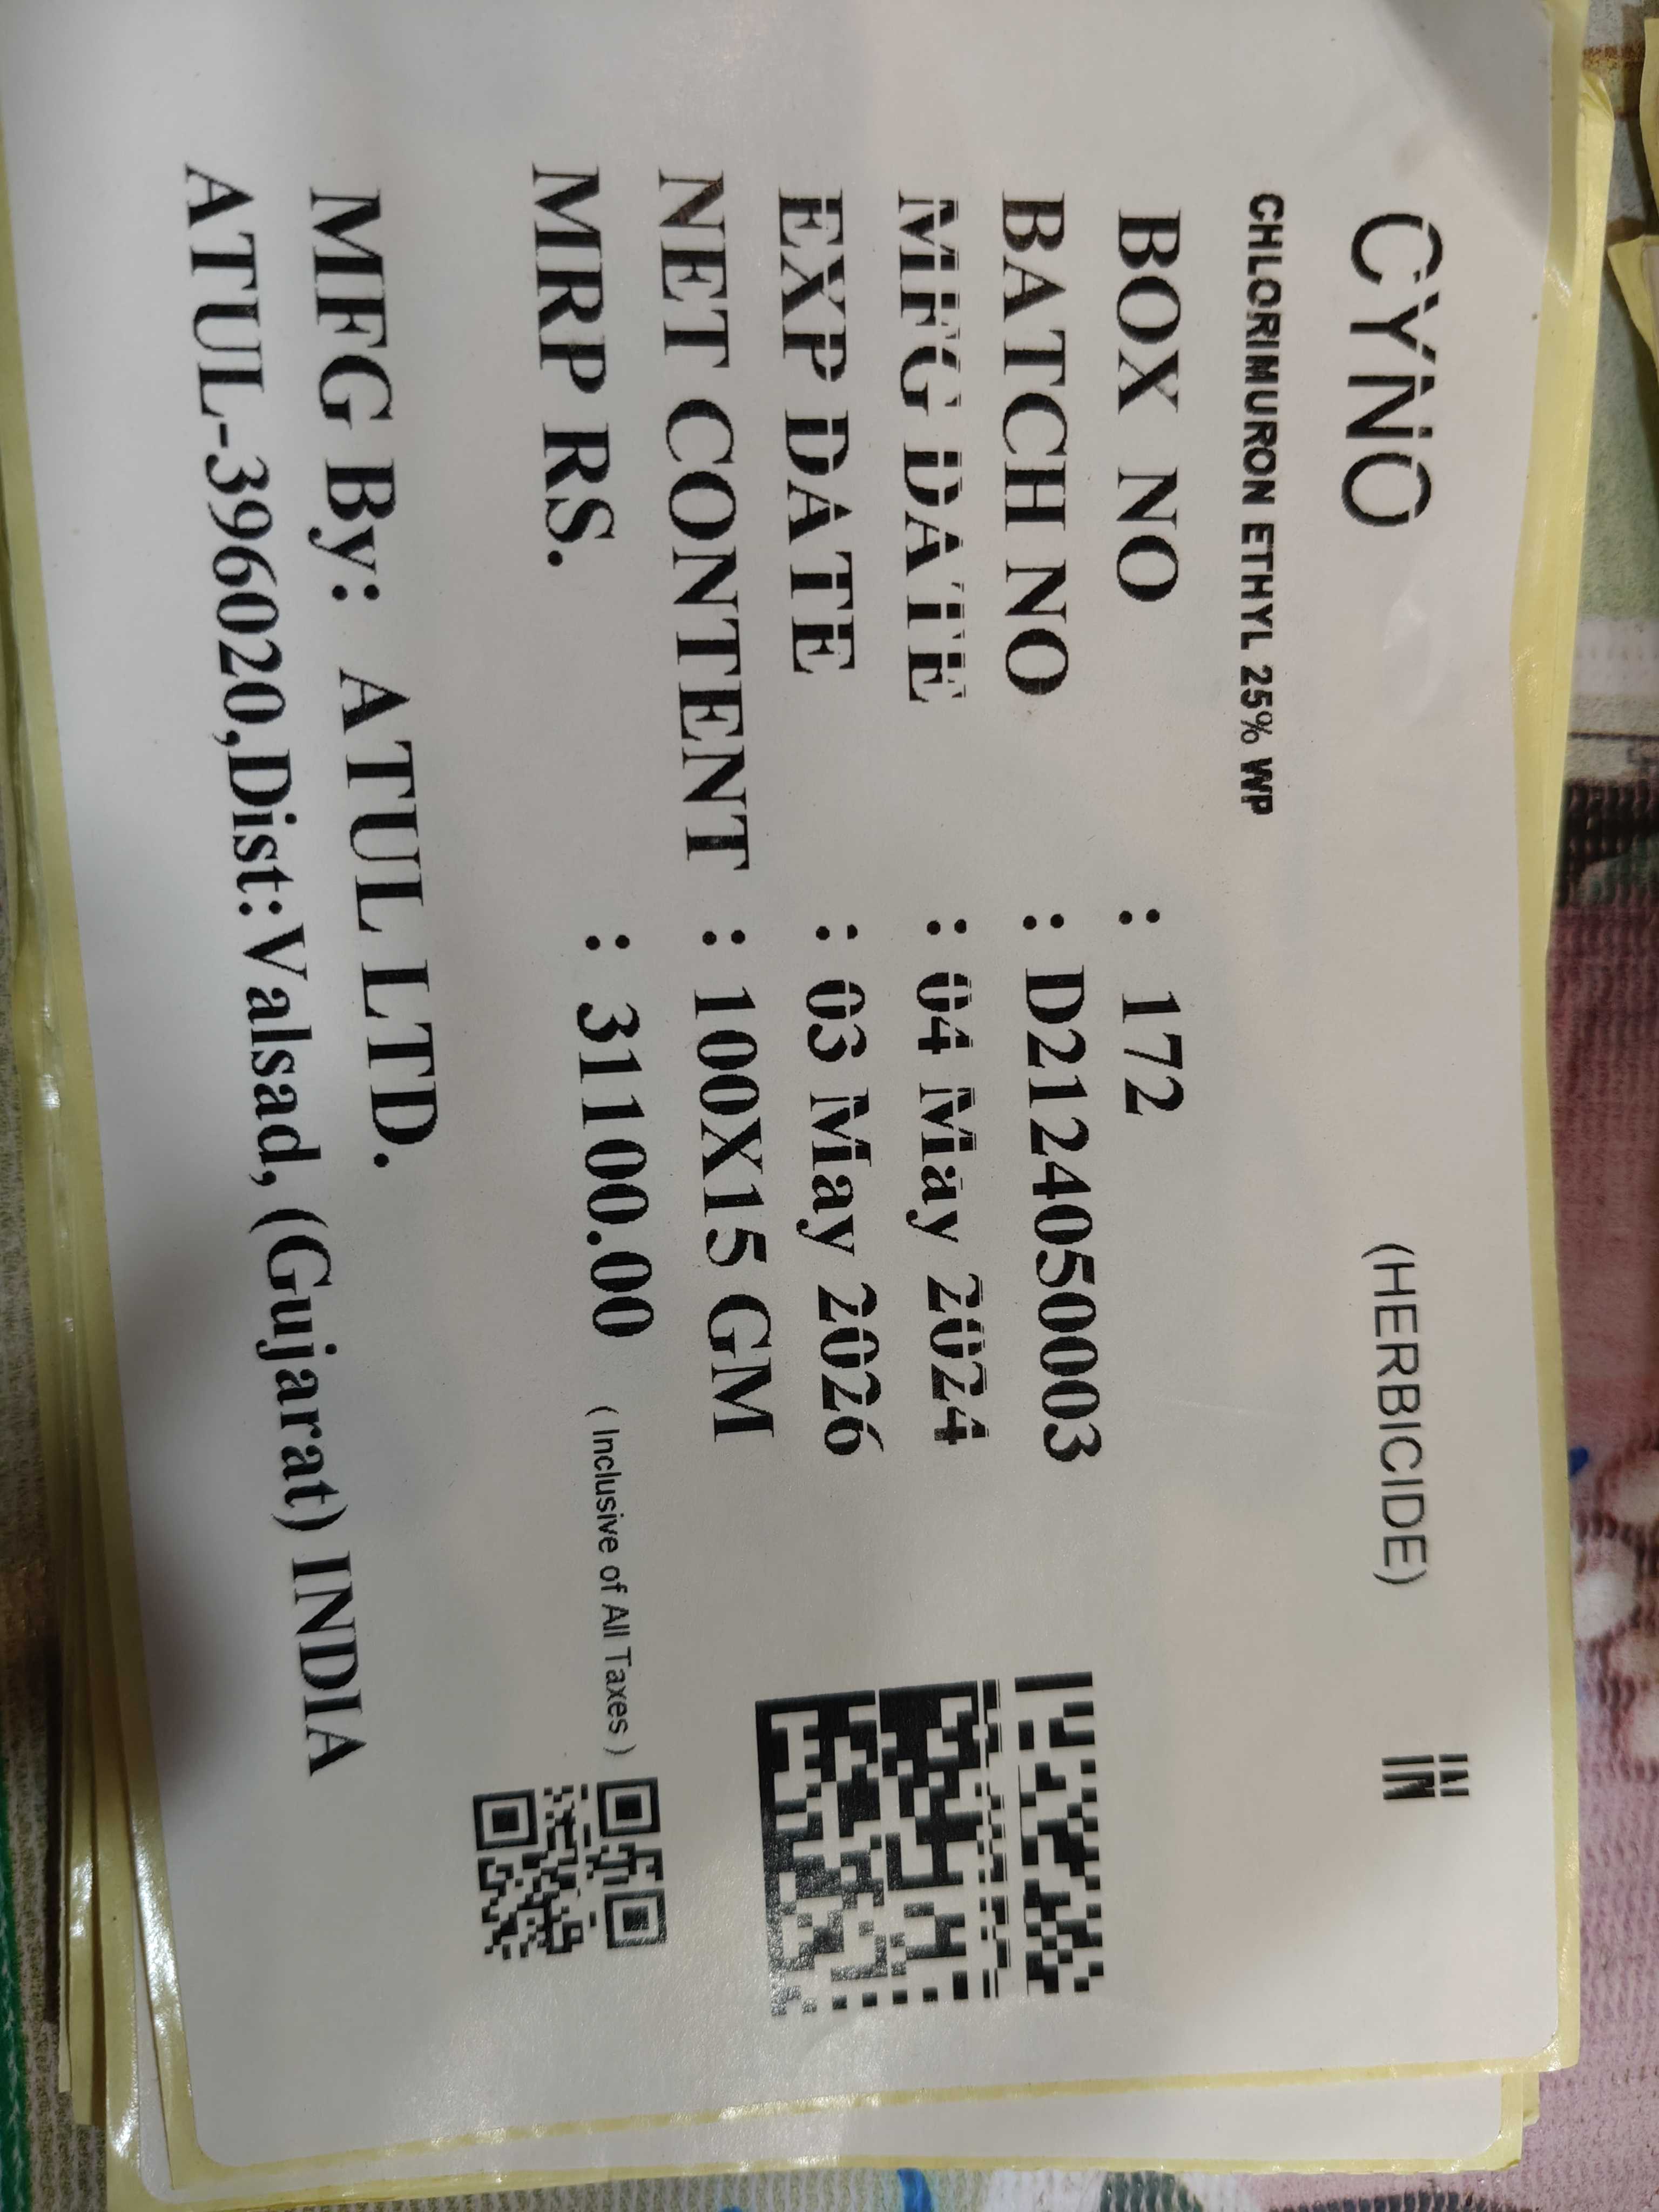 CYNO (HERBICIDE) IN
CHLORIMURON ETHYL 25% WP
BOX NO : 172
BATCH NO : D212405003
MFG DATE : 04 May 2024
EXP DATE : 03 May 2026
NET CONTENT : 100X15 GM
MRP RS. : 31100.00 ( Inclusive of All Taxes )
MFG By: ATUL LTD.
ATUL-396020,Dist:Valsad, (Gujarat) INDIA